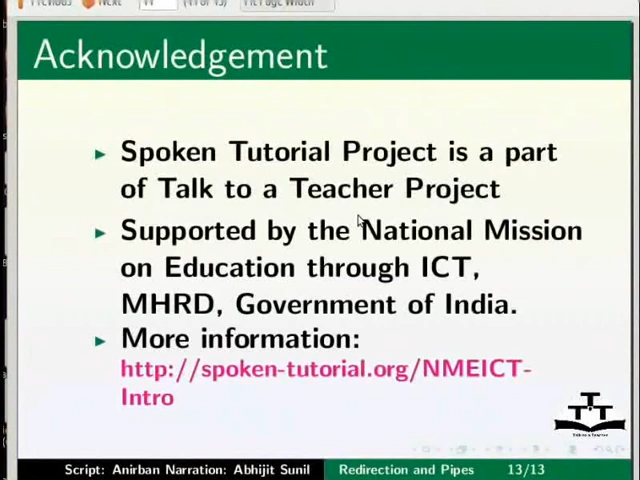 Previous Next
Acknowledgement
Spoken Tutorial Project is a part
of Talk to a Teacher Project
Supported by the National Mission
on Education through ICT,
MHRD, Government of India.
More information:
http://spoken-tutorial.org/NMEICT-
Intro
Script: Anirban Narration: Abhijit Sunil Redirection and Pipes 13/13